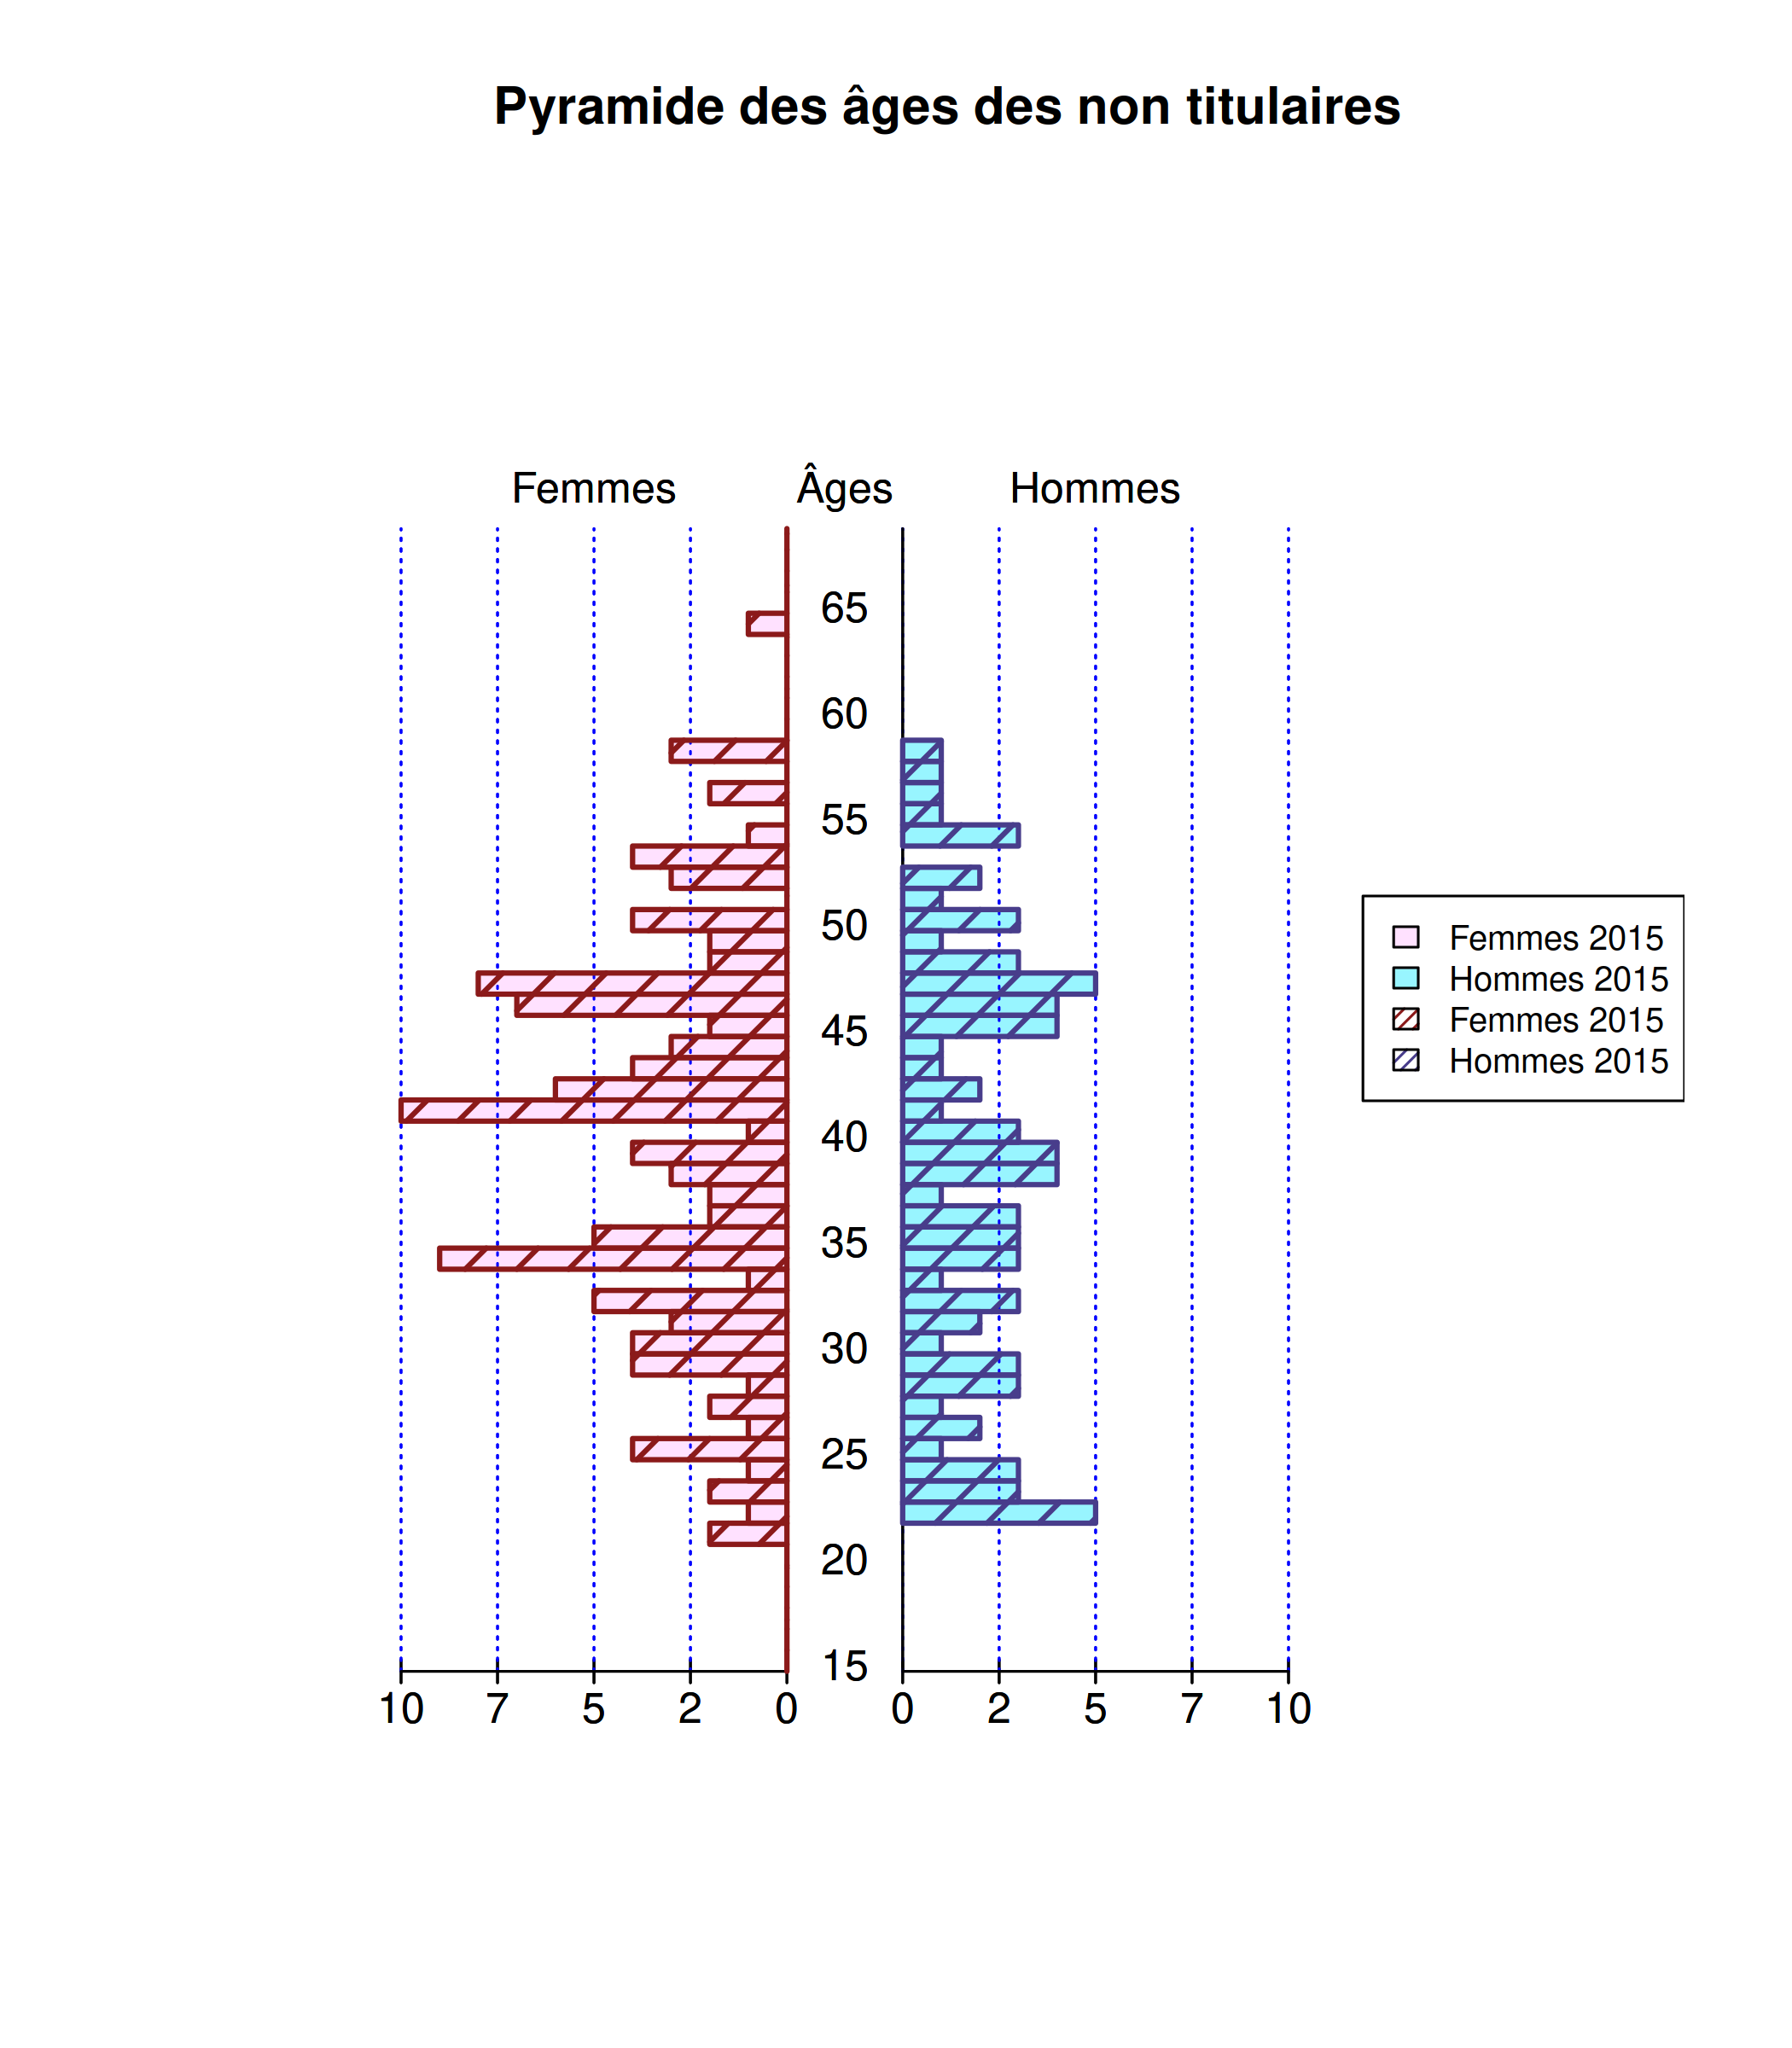 Pyramide des âges des non titulaires
Femmes Âges Hommes
65
60
55
50
45
40
35
30
25
20
15
10 7 5 2 0 0 2 5 7 10
Femmes 2015
Hommes 2015
Femmes 2015
Hommes 2015